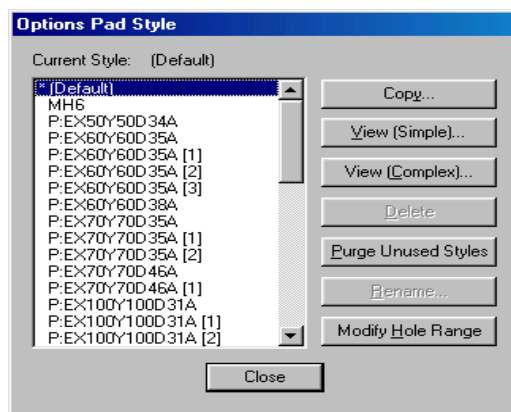 Options Pad Style
Current Style: (Default)
* (Default)
MH6
P:EX50Y50D34A
P:EX60Y60D35A
P:EX60Y60D35A [1]
P:EX60Y60D35A [2]
P:EX60Y60D35A [3]
P:EX60Y60D38A
P:EX70Y70D35A
P:EX70Y70D35A [1]
P:EX70Y70D35A [2]
P:EX70Y70D46A
P:EX70Y70D46A [1]
P:EX100Y100D31A
P:EX100Y100D31A [1]
P:EX100Y100D31A [2]
Copy...
View (Simple)...
View (Complex)...
Delete
Purge Unused Styles
Rename...
Modify Hole Range
Close